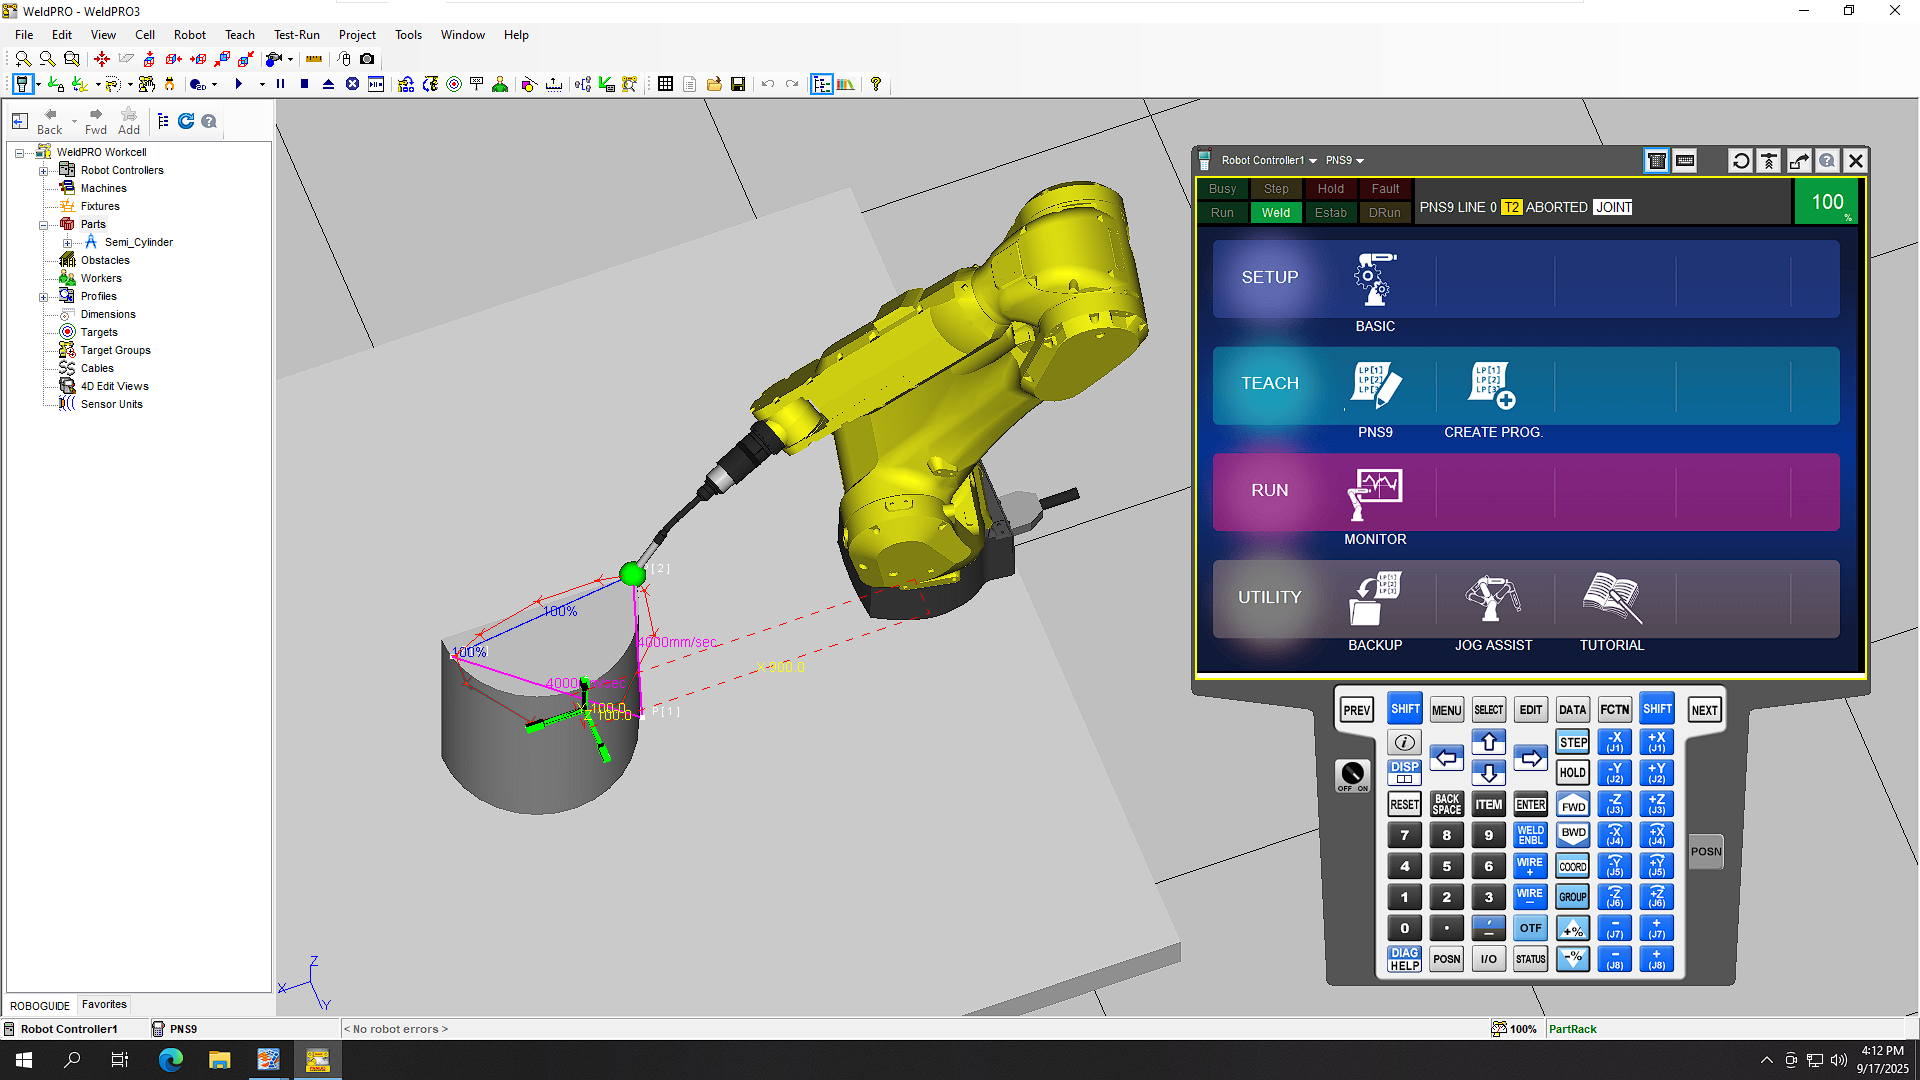 WeldPRO - WeldPRO3
File Edit View Cell Robot Teach Test-Run Project Tools Window Help
Back Fwd Add
WeldPRO Workcell
Robot Controllers
Machines
Fixtures
Parts
Semi_Cylinder
Obstacles
Workers
Profiles
Dimensions
Targets
Target Groups
Cables
4D Edit Views
Sensor Units
ROBOGUIDE Favorites
[2]
100%
4000mm/sec
100%
P[1]
100.0
Z 100.0
Z
X
Y
Robot Controller1 PNS9
Busy Step Hold Fault
Run Weld Estab DRun
PNS9 LINE 0 T2 ABORTED JOINT
100 %
SETUP
BASIC
TEACH
PNS9 CREATE PROG.
RUN
MONITOR
UTILITY
BACKUP JOG ASSIST TUTORIAL
PREV SHIFT MENU SELECT EDIT DATA FCTN SHIFT NEXT
i STEP -X (J1) +X (J1)
DISP HOLD -Y (J2) +Y (J2)
OFF ON
RESET BACK SPACE ITEM ENTER FWD -Z (J3) +Z (J3)
7 8 9 WELD ENBL BWD -X (J4) +X (J4)
POSN
4 5 6 WIRE + COORD -Y (J5) +Y (J5)
1 2 3 WIRE - GROUP -Z (J6) +Z (J6)
0 . , - OTF +% - (J7) + (J7)
DIAG HELP POSN I/O STATUS -% - (J8) + (J8)
Robot Controller1 PNS9 < No robot errors > 100% PartRack
4:12 PM
9/17/2025